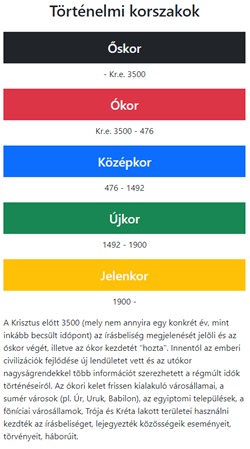 Történelmi korszakok
Őskor
- Kr.e. 3500
Ókor
Kr.e. 3500 - 476
Középkor
476 - 1492
Újkor
1492 - 1900
Jelenkor
1900 -
A Krisztus előtt 3500 (mely nem annyira egy konkrét év, mint
inkább becsült időpont) az írásbeliség megjelenését jelöli és az
őskor végét, illetve az ókor kezdetét "hozta". Innentől az emberi
civilizációk fejlődése új lendületet vett és az utókor
nagyságrendekkel több információt szerezhetett a régmúlt idők
történéseiről. Az ókori kelet frissen kialakuló városállamai, a
sumér városok (pl. Úr, Uruk, Babilon), az egyiptomi települések, a
főníciai városállamok, Trója és Kréta lakott területei használni
kezdték az írásbeliséget, lejegyezték közösségeik eseményeit,
törvényeit, háborúit.